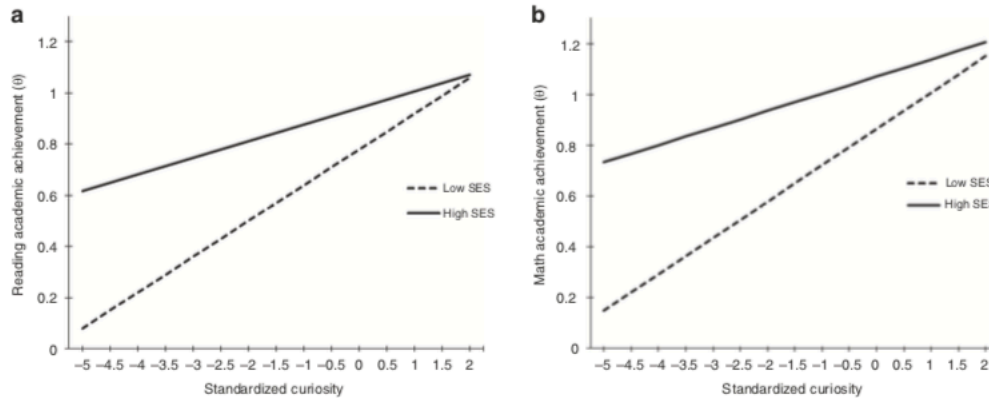 a
1.2
1
0.8
0.6
0.4
0.2
0
Reading academic achievement (θ)
−5 −4.5 −4 −3.5 −3 −2.5 −2 −1.5 −1 −0.5 0 0.5 1 1.5 2
Standardized curiosity
Low SES
High SES
b
1.2
1
0.8
0.6
0.4
0.2
0
Math academic achievement (θ)
−5 −4.5 −4 −3.5 −3 −2.5 −2 −1.5 −1 −0.5 0 0.5 1 1.5 2
Standardized curiosity
Low SES
High SES